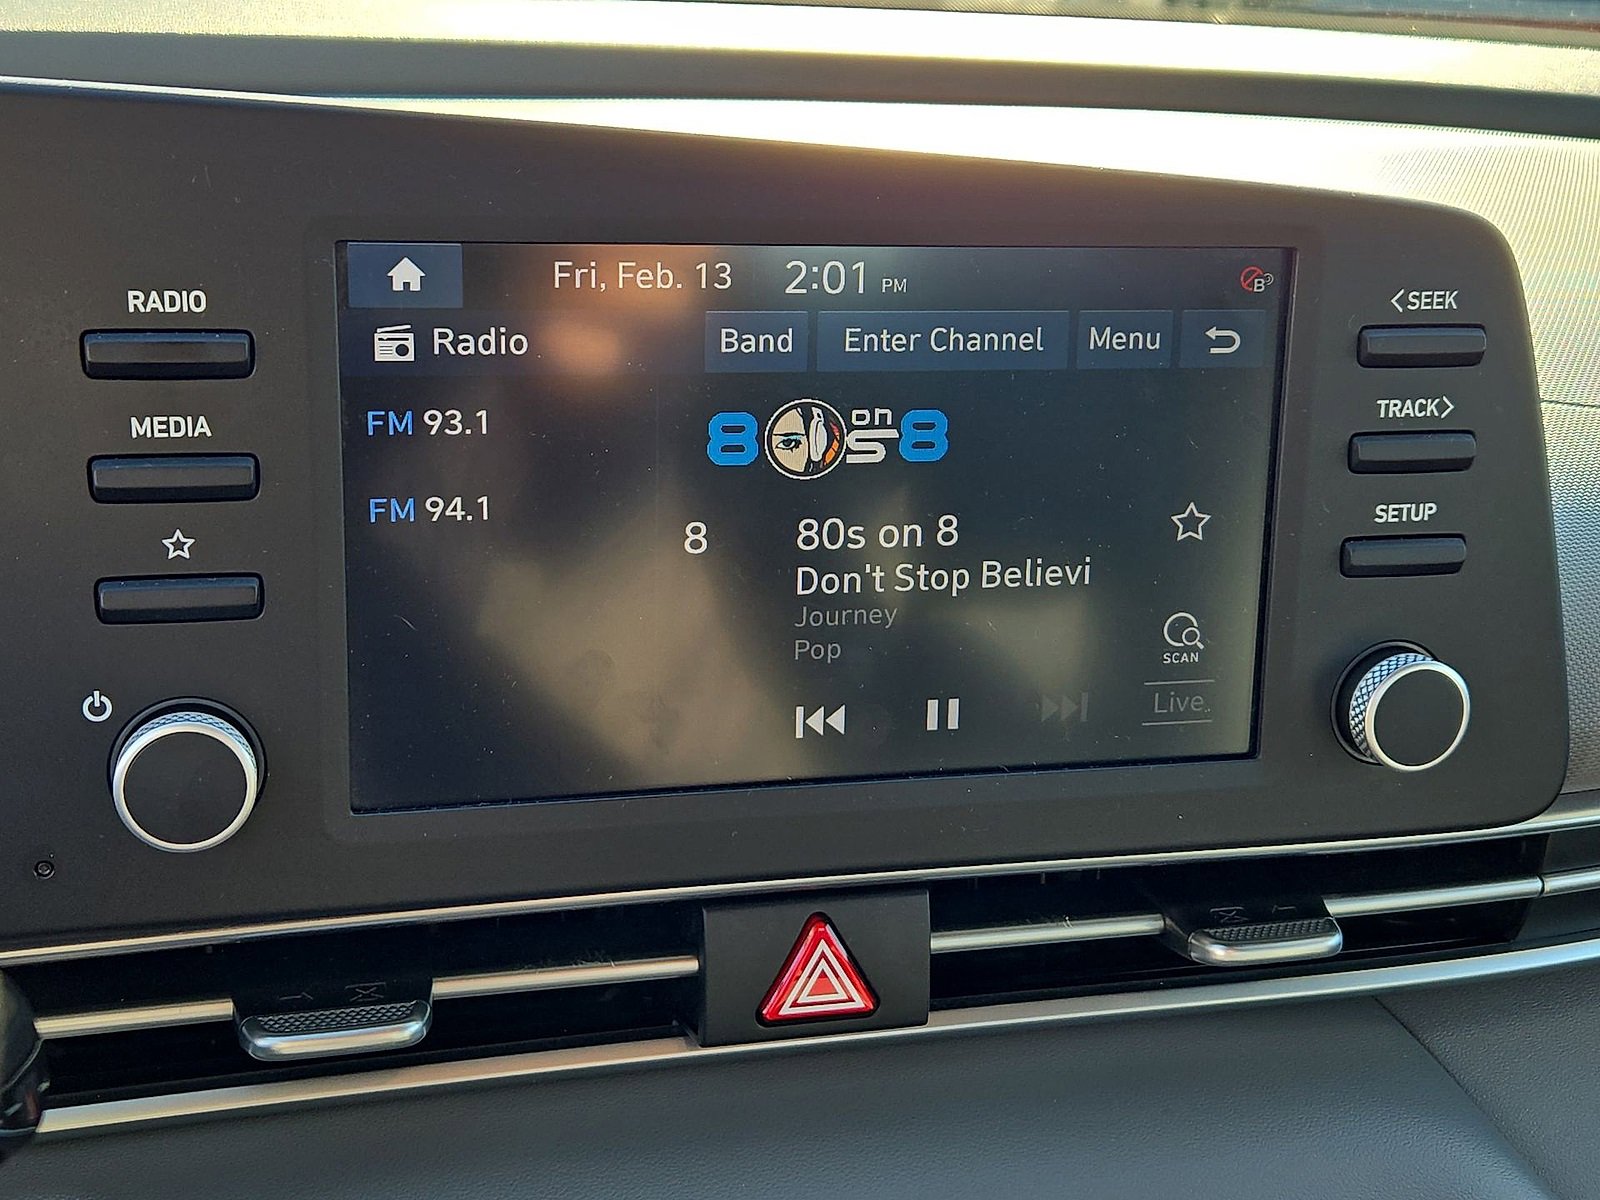 Fri, Feb. 13 2:01 PM
B
RADIO
<SEEK
Radio Band Enter Channel Menu
MEDIA
FM 93.1
80s on 8
TRACK>
FM 94.1
SETUP
8 80s on 8
Don't Stop Believi
Journey
Pop
SCAN
Live